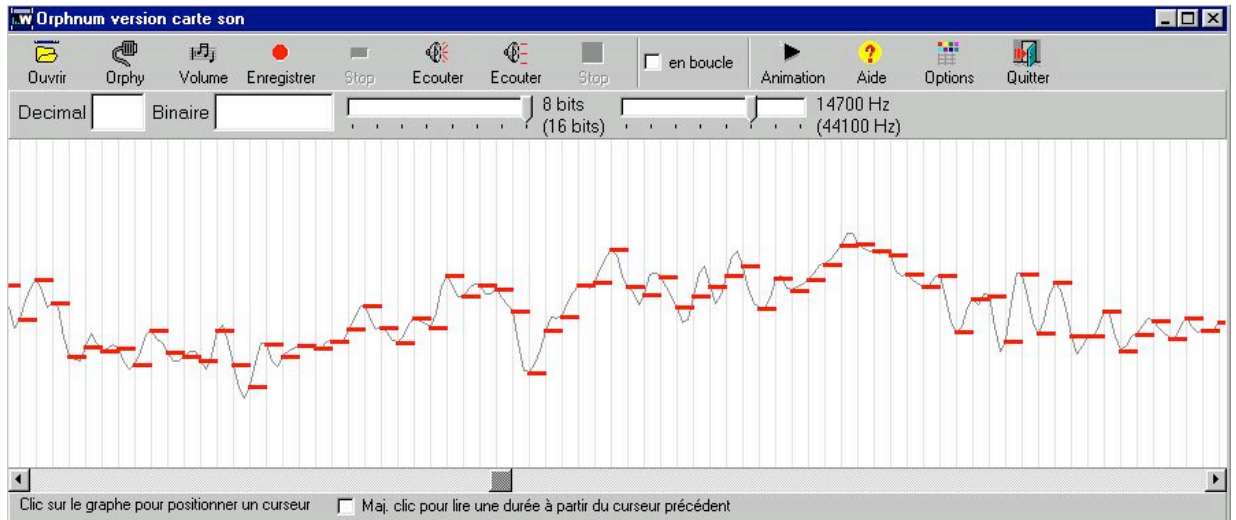 Orphnum version carte son
Ouvrir Orphy Volume Enregistrer Stop Ecouter Ecouter Stop en boucle Animation Aide Options Quitter
Decimal Binaire 8 bits 14700 Hz
(16 bits) (44100 Hz)
Clic sur le graphe pour positionner un curseur Maj. clic pour lire une durée à partir du curseur précédent